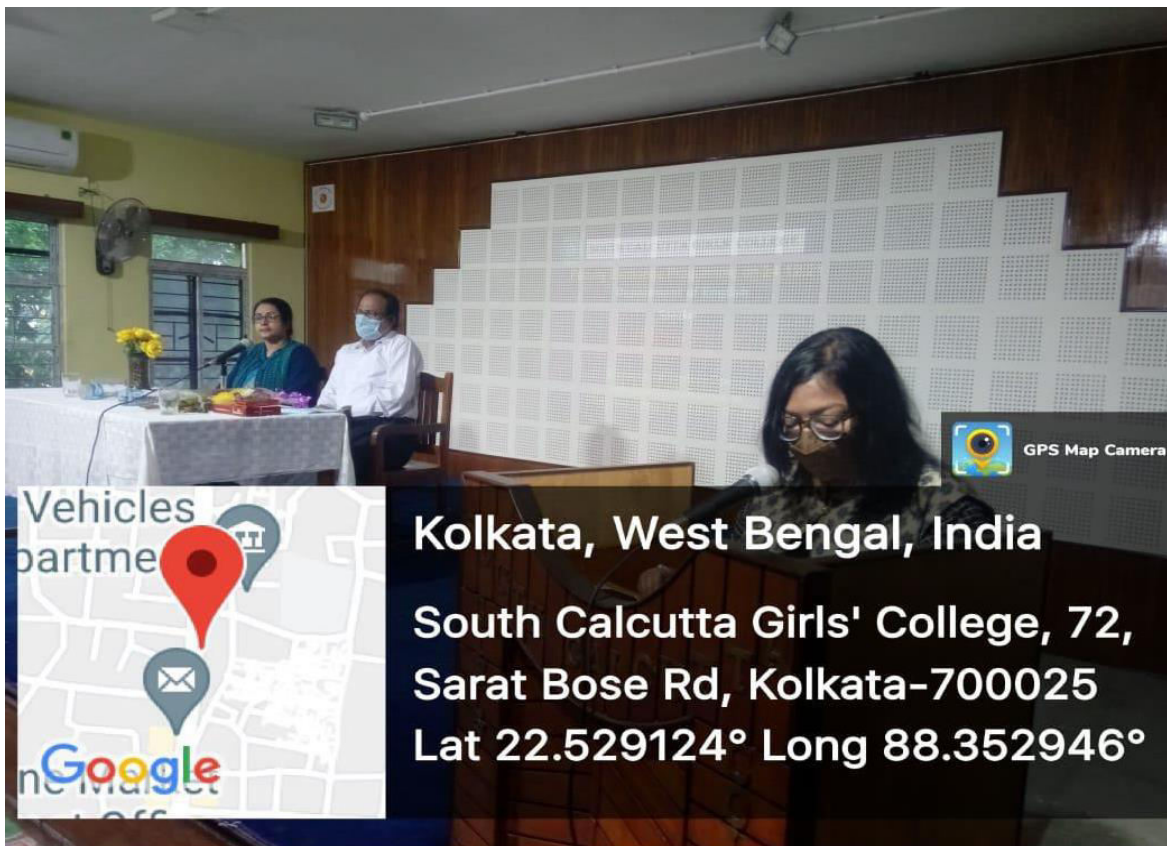 GPS Map Camera
Vehicles
partme
Google
Kolkata, West Bengal, India
South Calcutta Girls' College, 72,
Sarat Bose Rd, Kolkata-700025
Lat 22.529124° Long 88.352946°